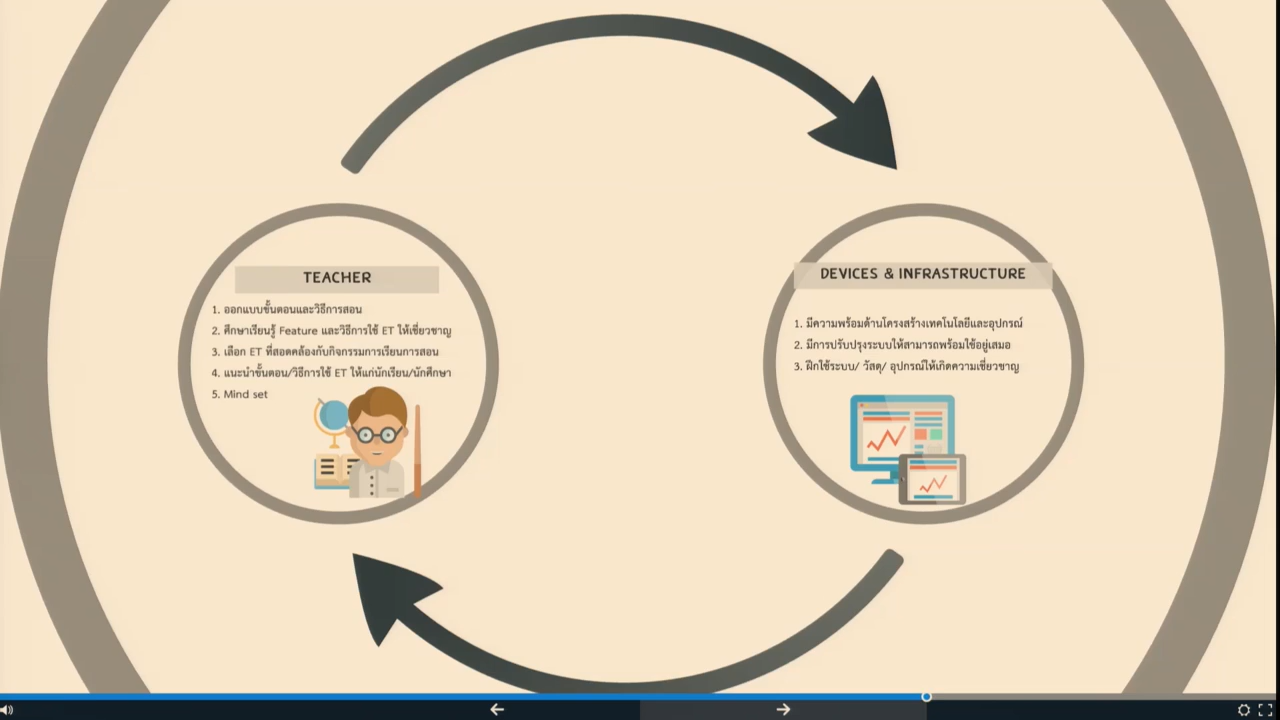 TEACHER
1. ออกแบบขั้นตอนและวิธีการสอน
2. ศึกษาเรียนรู้ Feature และวิธีการใช้ ET ให้เชี่ยวชาญ
3. เลือก ET ที่สอดคล้องกับกิจกรรมการเรียนการสอน
4. แนะนำขั้นตอน/วิธีการใช้ ET ให้แก่นักเรียน/นักศึกษา
5. Mind set
DEVICES & INFRASTRUCTURE
1. มีความพร้อมด้านโครงสร้างเทคโนโลยีและอุปกรณ์
2. มีการปรับปรุงระบบให้สามารถพร้อมใช้อยู่เสมอ
3. ฝึกใช้ระบบ/ วัสดุ/ อุปกรณ์ให้เกิดความเชี่ยวชาญ